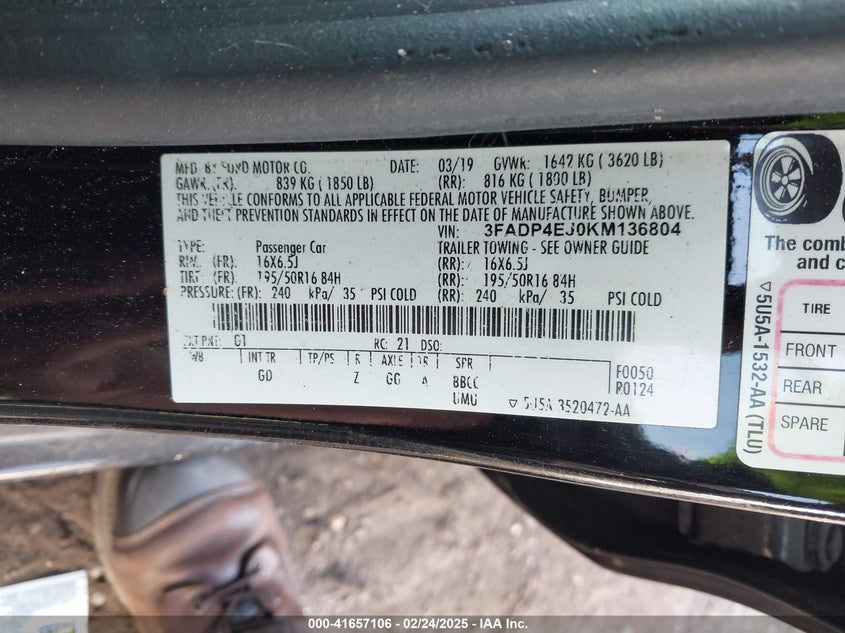 MFD. BY FORD MOTOR CO. DATE: 03/19 GVWR: 1642 KG ( 3620 LB)
GAWR:(FR): 839 KG ( 1850 LB) (RR): 816 KG ( 1800 LB)
THIS VEHICLE CONFORMS TO ALL APPLICABLE FEDERAL MOTOR VEHICLE SAFETY, BUMPER,
AND THEFT PREVENTION STANDARDS IN EFFECT ON THE DATE OF MANUFACTURE SHOWN ABOVE.
VIN: 3FADP4EJ0KM136804
TYPE: Passenger Car TRAILER TOWING - SEE OWNER GUIDE
RIM: (FR): 16X6.5J (RR): 16X6.5J
TIRE: (FR): 195/50R16 84H (RR): 195/50R16 84H
PRESSURE: (FR): 240 kPa/ 35 PSI COLD (RR): 240 kPa/ 35 PSI COLD
EXT PNT: G1 RC: 21 DSO:
WB INT TR TP/PS R AXLE TR SPR
GD Z GG A BBCC
UMU
F0050
R0124
▽ 5U5A 3520472-AA
▽5U5A-1532-AA (TLU)
The comb
and c
TIRE
FRONT
REAR
SPARE
000-41657106 - 02/24/2025 - IAA Inc.